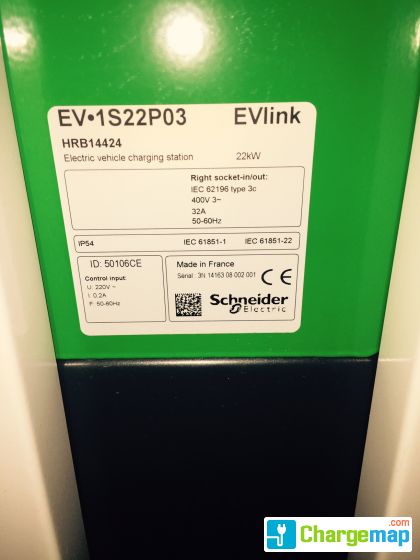 EV•1S22P03 EVlink
HRB14424
Electric vehicle charging station 22kW
Right socket-in/out:
IEC 62196 type 3c
400V 3~
32A
50-60Hz
IP54 IEC 61851-1 IEC 61851-22
ID: 50106CE
Control input:
U: 220V ~
I: 0,2A
F: 50-60Hz
Made in France
Serial : 3N 14163 08 002 001
CE
Schneider
Electric
Chargemap.com